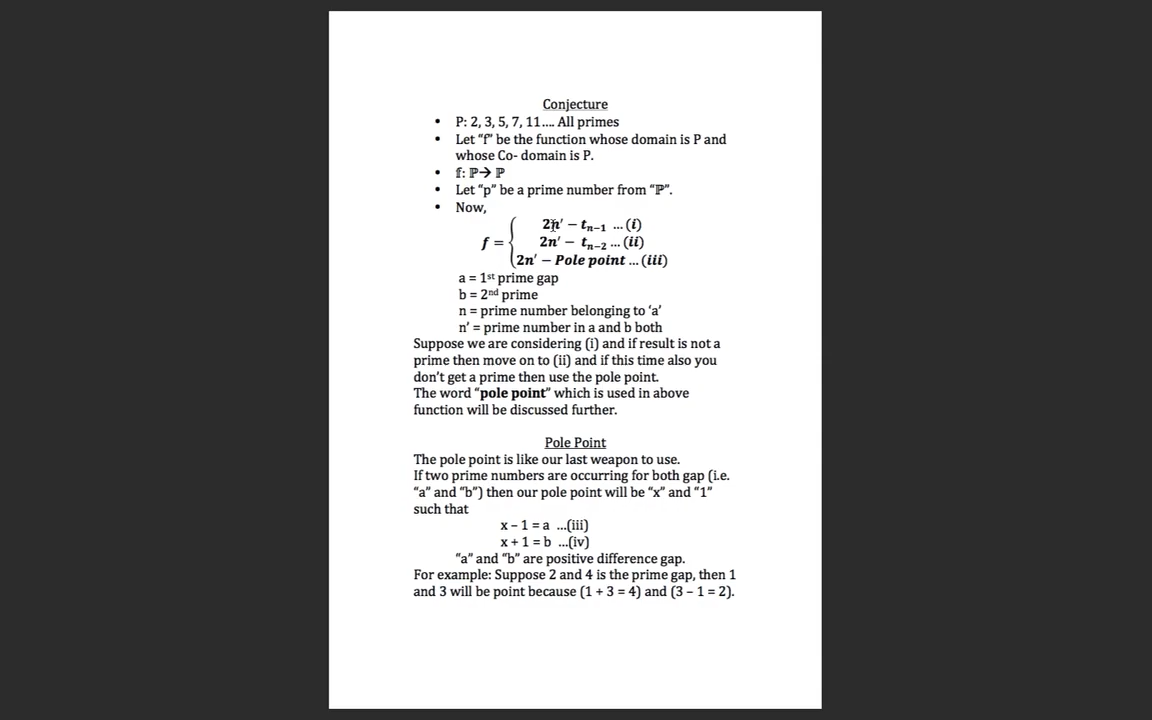 Conjecture
• P: 2, 3, 5, 7, 11.... All primes
• Let “f” be the function whose domain is P and
whose Co- domain is P.
• f: ℙ→ ℙ
• Let “p” be a prime number from “ℙ”.
• Now,
2n′ − tₙ₋₁ …(i)
f = { 2n′ − tₙ₋₂ …(ii)
2n′ − Pole point …(iii)
a = 1st prime gap
b = 2nd prime
n = prime number belonging to ‘a’
n’ = prime number in a and b both
Suppose we are considering (i) and if result is not a
prime then move on to (ii) and if this time also you
don’t get a prime then use the pole point.
The word “pole point” which is used in above
function will be discussed further.
Pole Point
The pole point is like our last weapon to use.
If two prime numbers are occurring for both gap (i.e.
“a” and “b”) then our pole point will be “x” and “1”
such that
x – 1 = a …(iii)
x + 1 = b …(iv)
“a” and “b” are positive difference gap.
For example: Suppose 2 and 4 is the prime gap, then 1
and 3 will be point because (1 + 3 = 4) and (3 – 1 = 2).